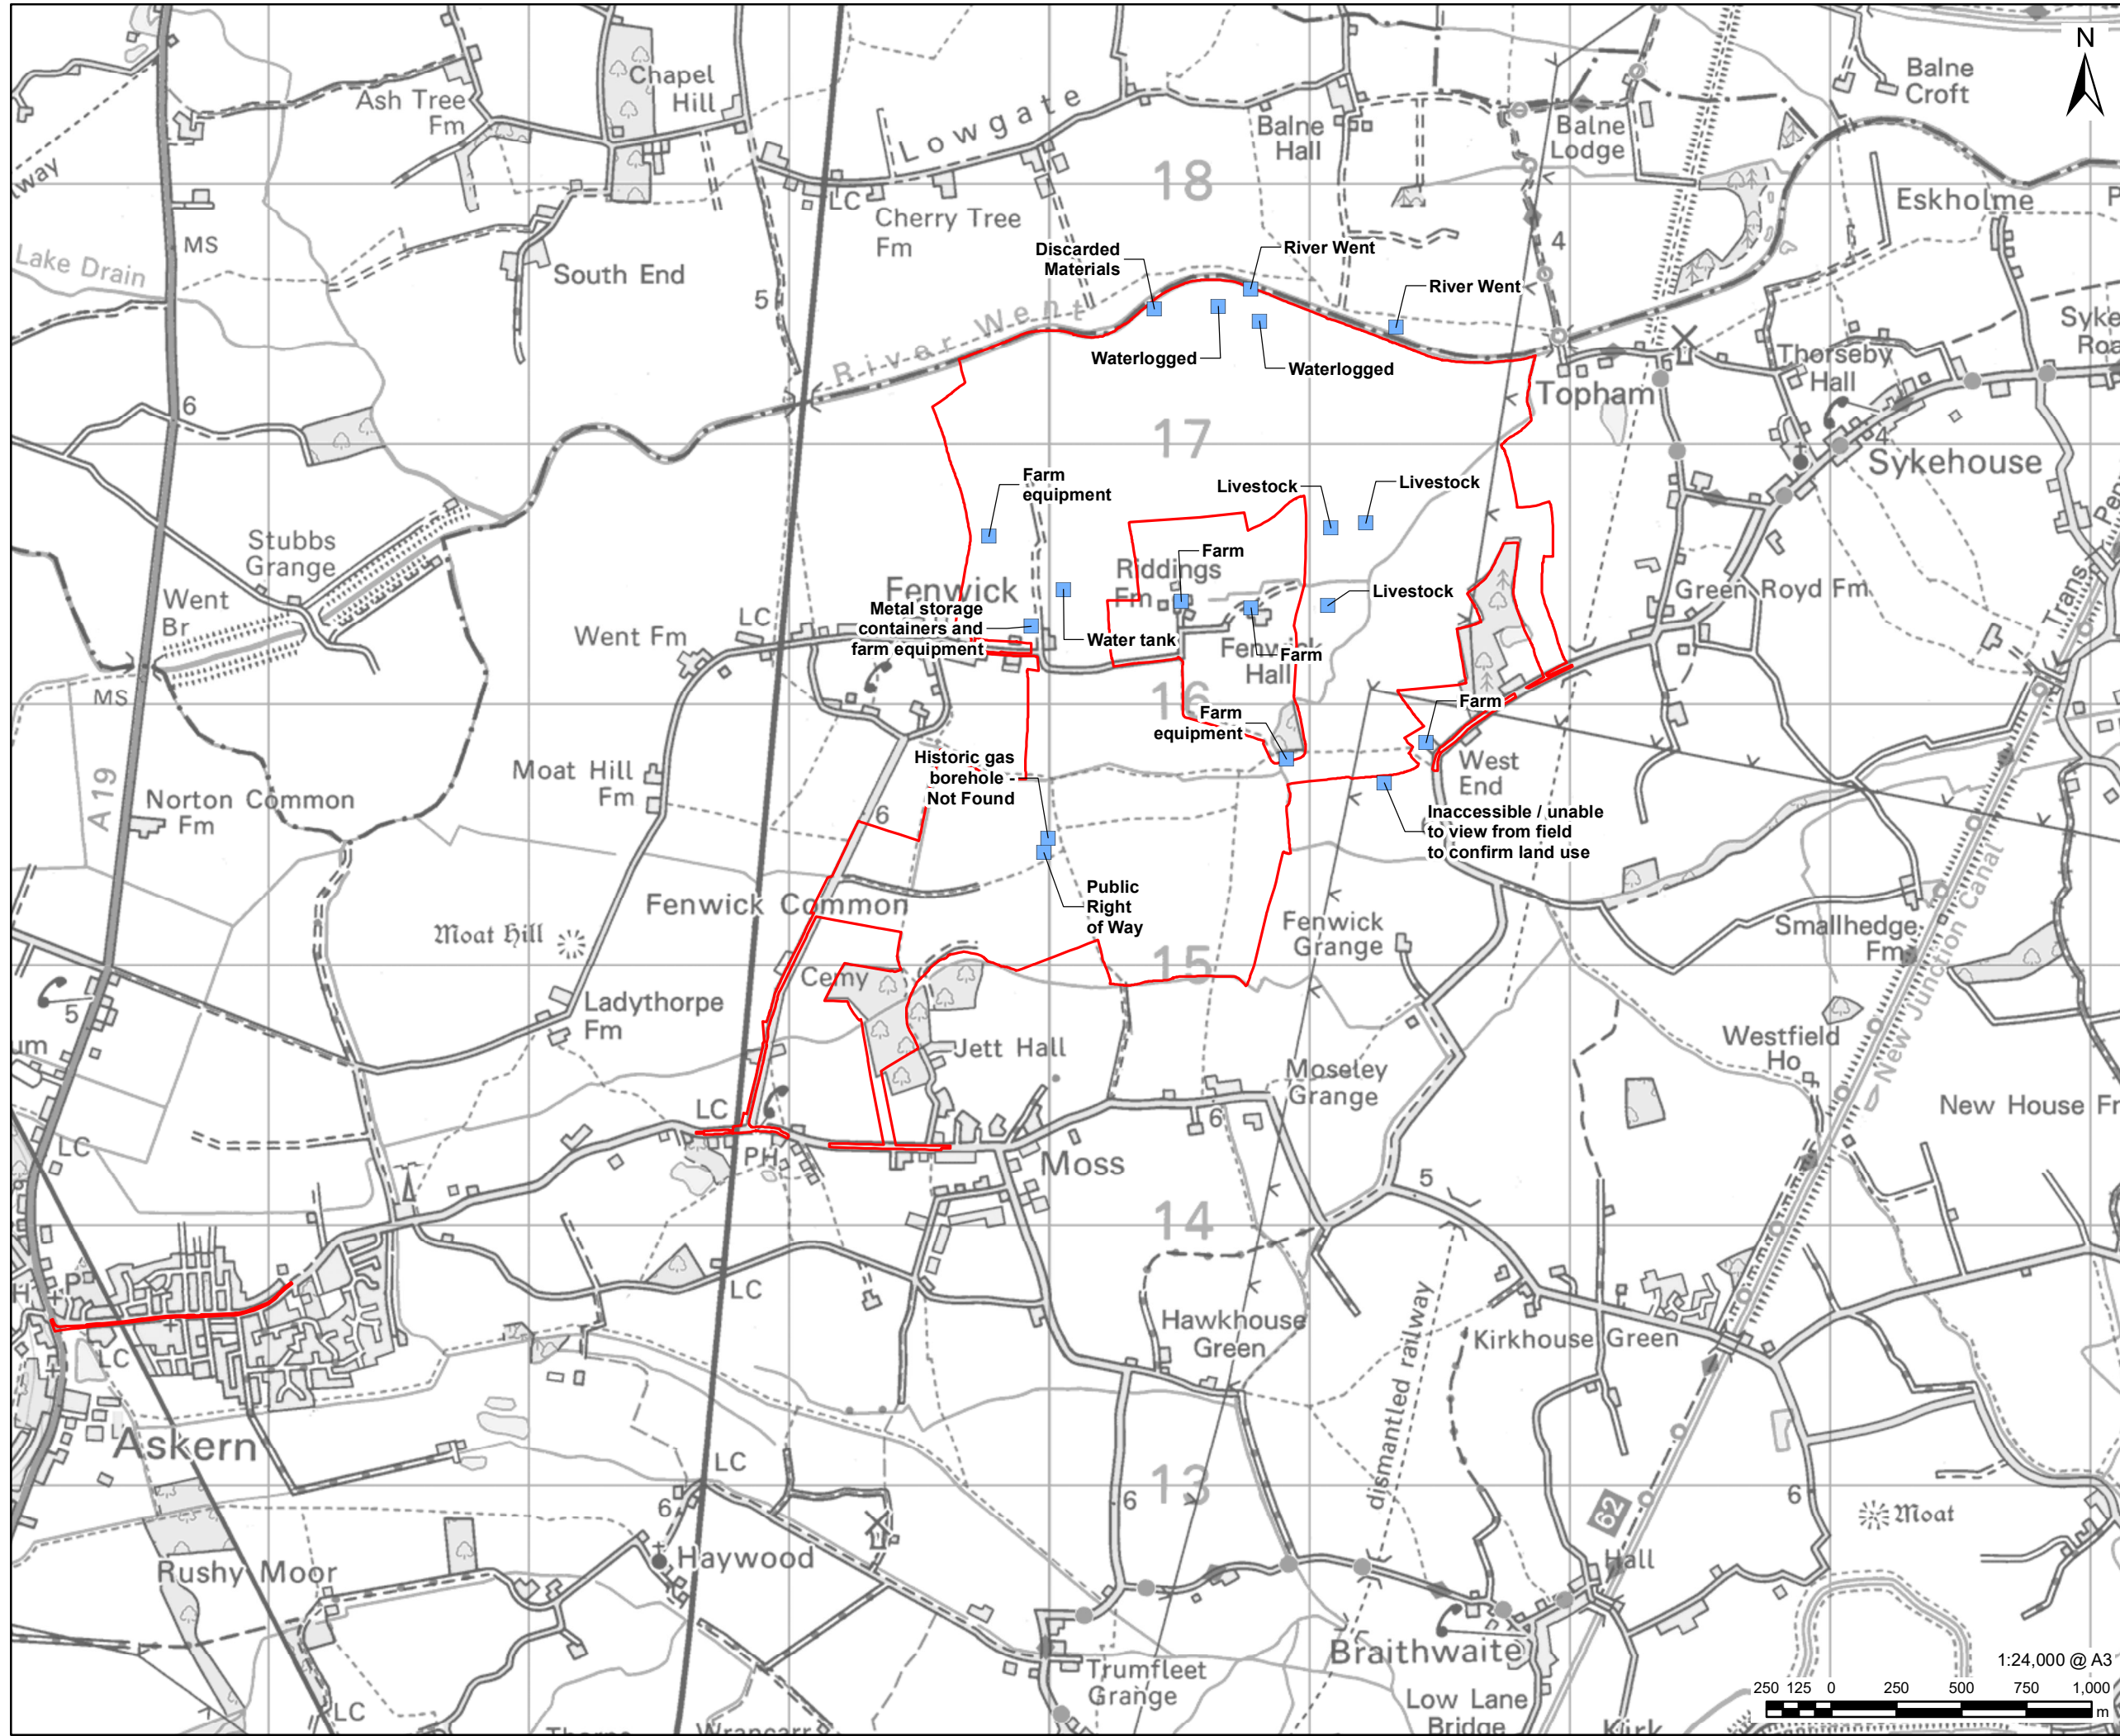 N
Chapel
Hill
Ash Tree
Fm
Lowgate
Balne
Hall
Balne
Lodge
Balne
Croft
18
LC
Cherry Tree
Fm
Eskholme
MS
Lake Drain
South End
5
4
Discarded
Materials
River Went
River Went
River Went
Waterlogged
Waterlogged
Topham
Thorseby
Hall
6
17
4
Sykehouse
Farm
equipment
Livestock
Livestock
Stubbs
Grange
Went
Br
Farm
Riddings
Fm
Fenwick
Metal storage
containers and
farm equipment
Water tank
Livestock
Green Royd Fm
LC
Went Fm
Farm
Fenwick
Hall
MS
16
Farm
Farm
equipment
West
End
Historic gas
borehole -
Not Found
Moat Hill
Fm
A 19
Norton Common
Fm
6
Inaccessible / unable
to view from field
to confirm land use
Public
Right
of Way
Fenwick Common
Moat Hill
Fenwick
Grange
15
Smallhedge
Fm
New Junction Canal
Cemy
Ladythorpe
Fm
5
Jett Hall
Westfield
Ho
Moseley
Grange
LC
6
New House Fr
LC
PH
Moss
5
14
LC
Hawkhouse
Green
dismantled railway
Kirkhouse Green
LC
Askern
LC
13
6
6
62
6
Moat
Rushy Moor
Haywood
Hall
Braithwaite
Trumfleet
Grange
LC
Low Lane
Bridge
Kirk
1:24,000 @ A3
250 125 0 250 500 750 1,000
m